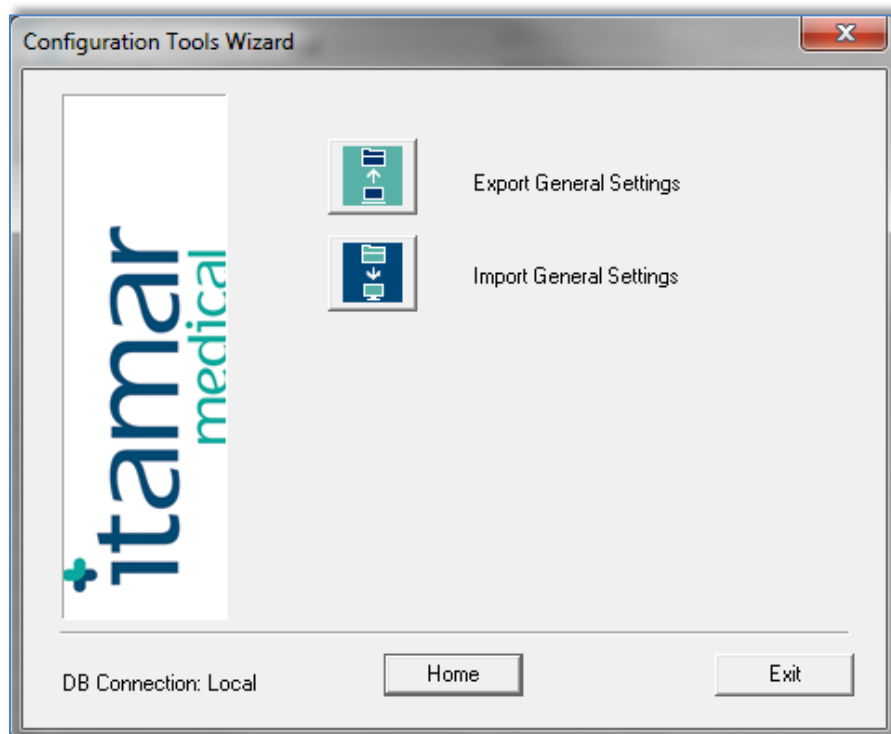 Configuration Tools Wizard
itamar
medical
Export General Settings
Import General Settings
DB Connection: Local
Home
Exit